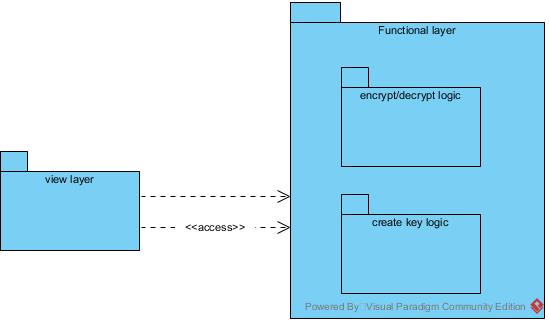 Functional layer
encrypt/decrypt logic
view layer
<<access>>
create key logic
Powered By Visual Paradigm Community Edition